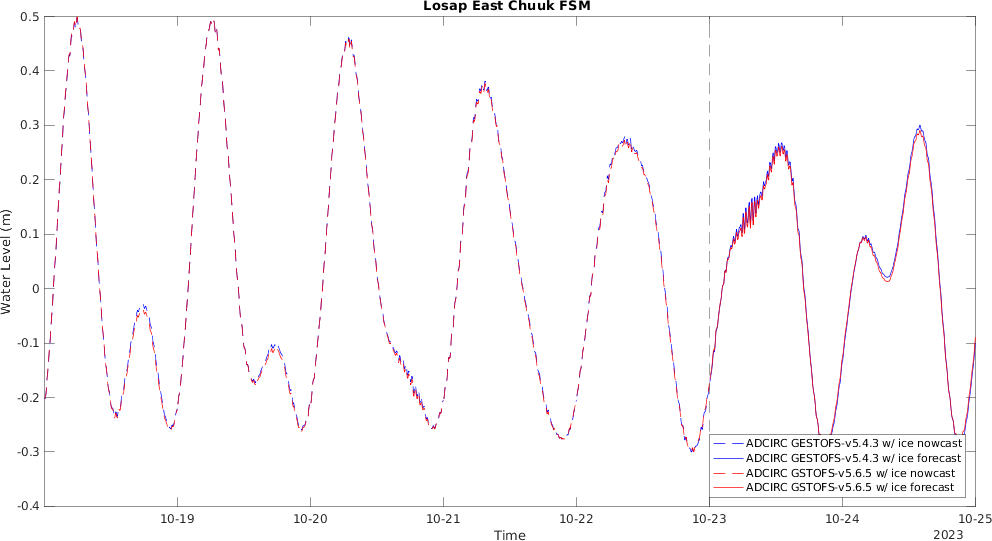 Losap East Chuuk FSM
0.5
0.4
0.3
0.2
0.1
0
-0.1
-0.2
-0.3
-0.4
Water Level (m)
ADCIRC GESTOFS-v5.4.3 w/ ice nowcast
ADCIRC GESTOFS-v5.4.3 w/ ice forecast
ADCIRC GSTOFS-v5.6.5 w/ ice nowcast
ADCIRC GSTOFS-v5.6.5 w/ ice forecast
10-19 10-20 10-21 10-22 10-23 10-24 10-25
Time
2023